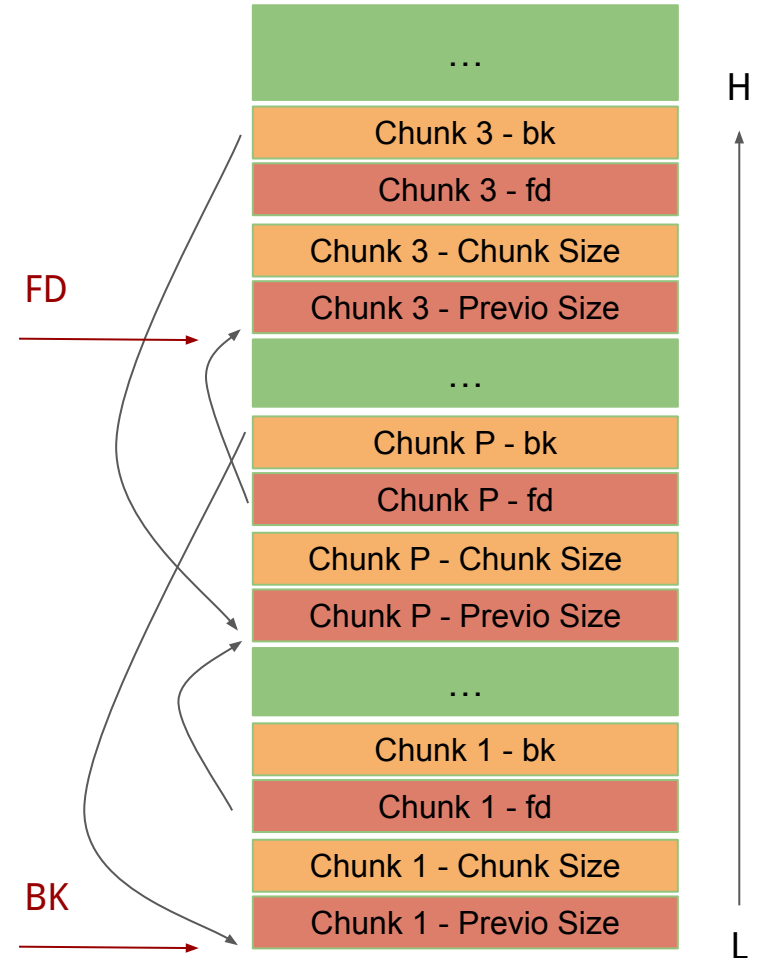 ...
H
Chunk 3 - bk
Chunk 3 - fd
Chunk 3 - Chunk Size
FD
Chunk 3 - Previo Size
...
Chunk P - bk
Chunk P - fd
Chunk P - Chunk Size
Chunk P - Previo Size
...
Chunk 1 - bk
Chunk 1 - fd
Chunk 1 - Chunk Size
BK
Chunk 1 - Previo Size
L